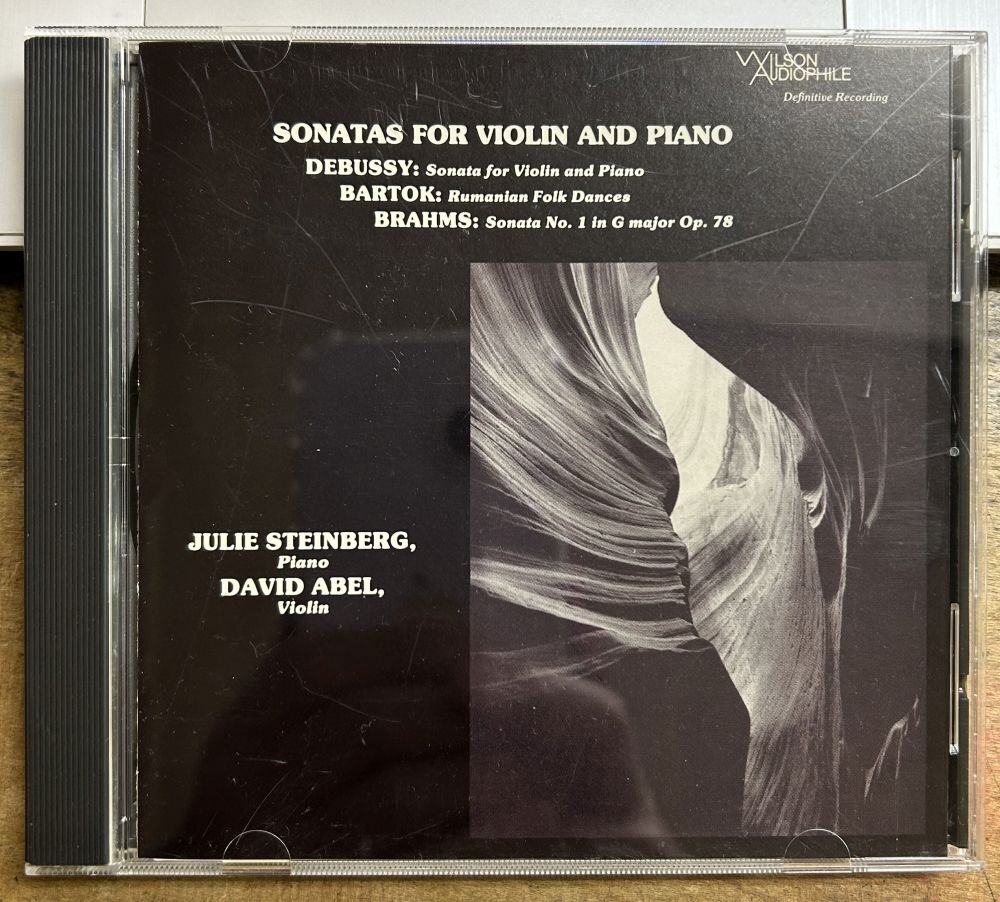 WILSON
AUDIOPHILE
Definitive Recording
SONATAS FOR VIOLIN AND PIANO
DEBUSSY: Sonata for Violin and Piano
BARTOK: Rumanian Folk Dances
BRAHMS: Sonata No. 1 in G major Op. 78
JULIE STEINBERG,
Piano
DAVID ABEL,
Violin